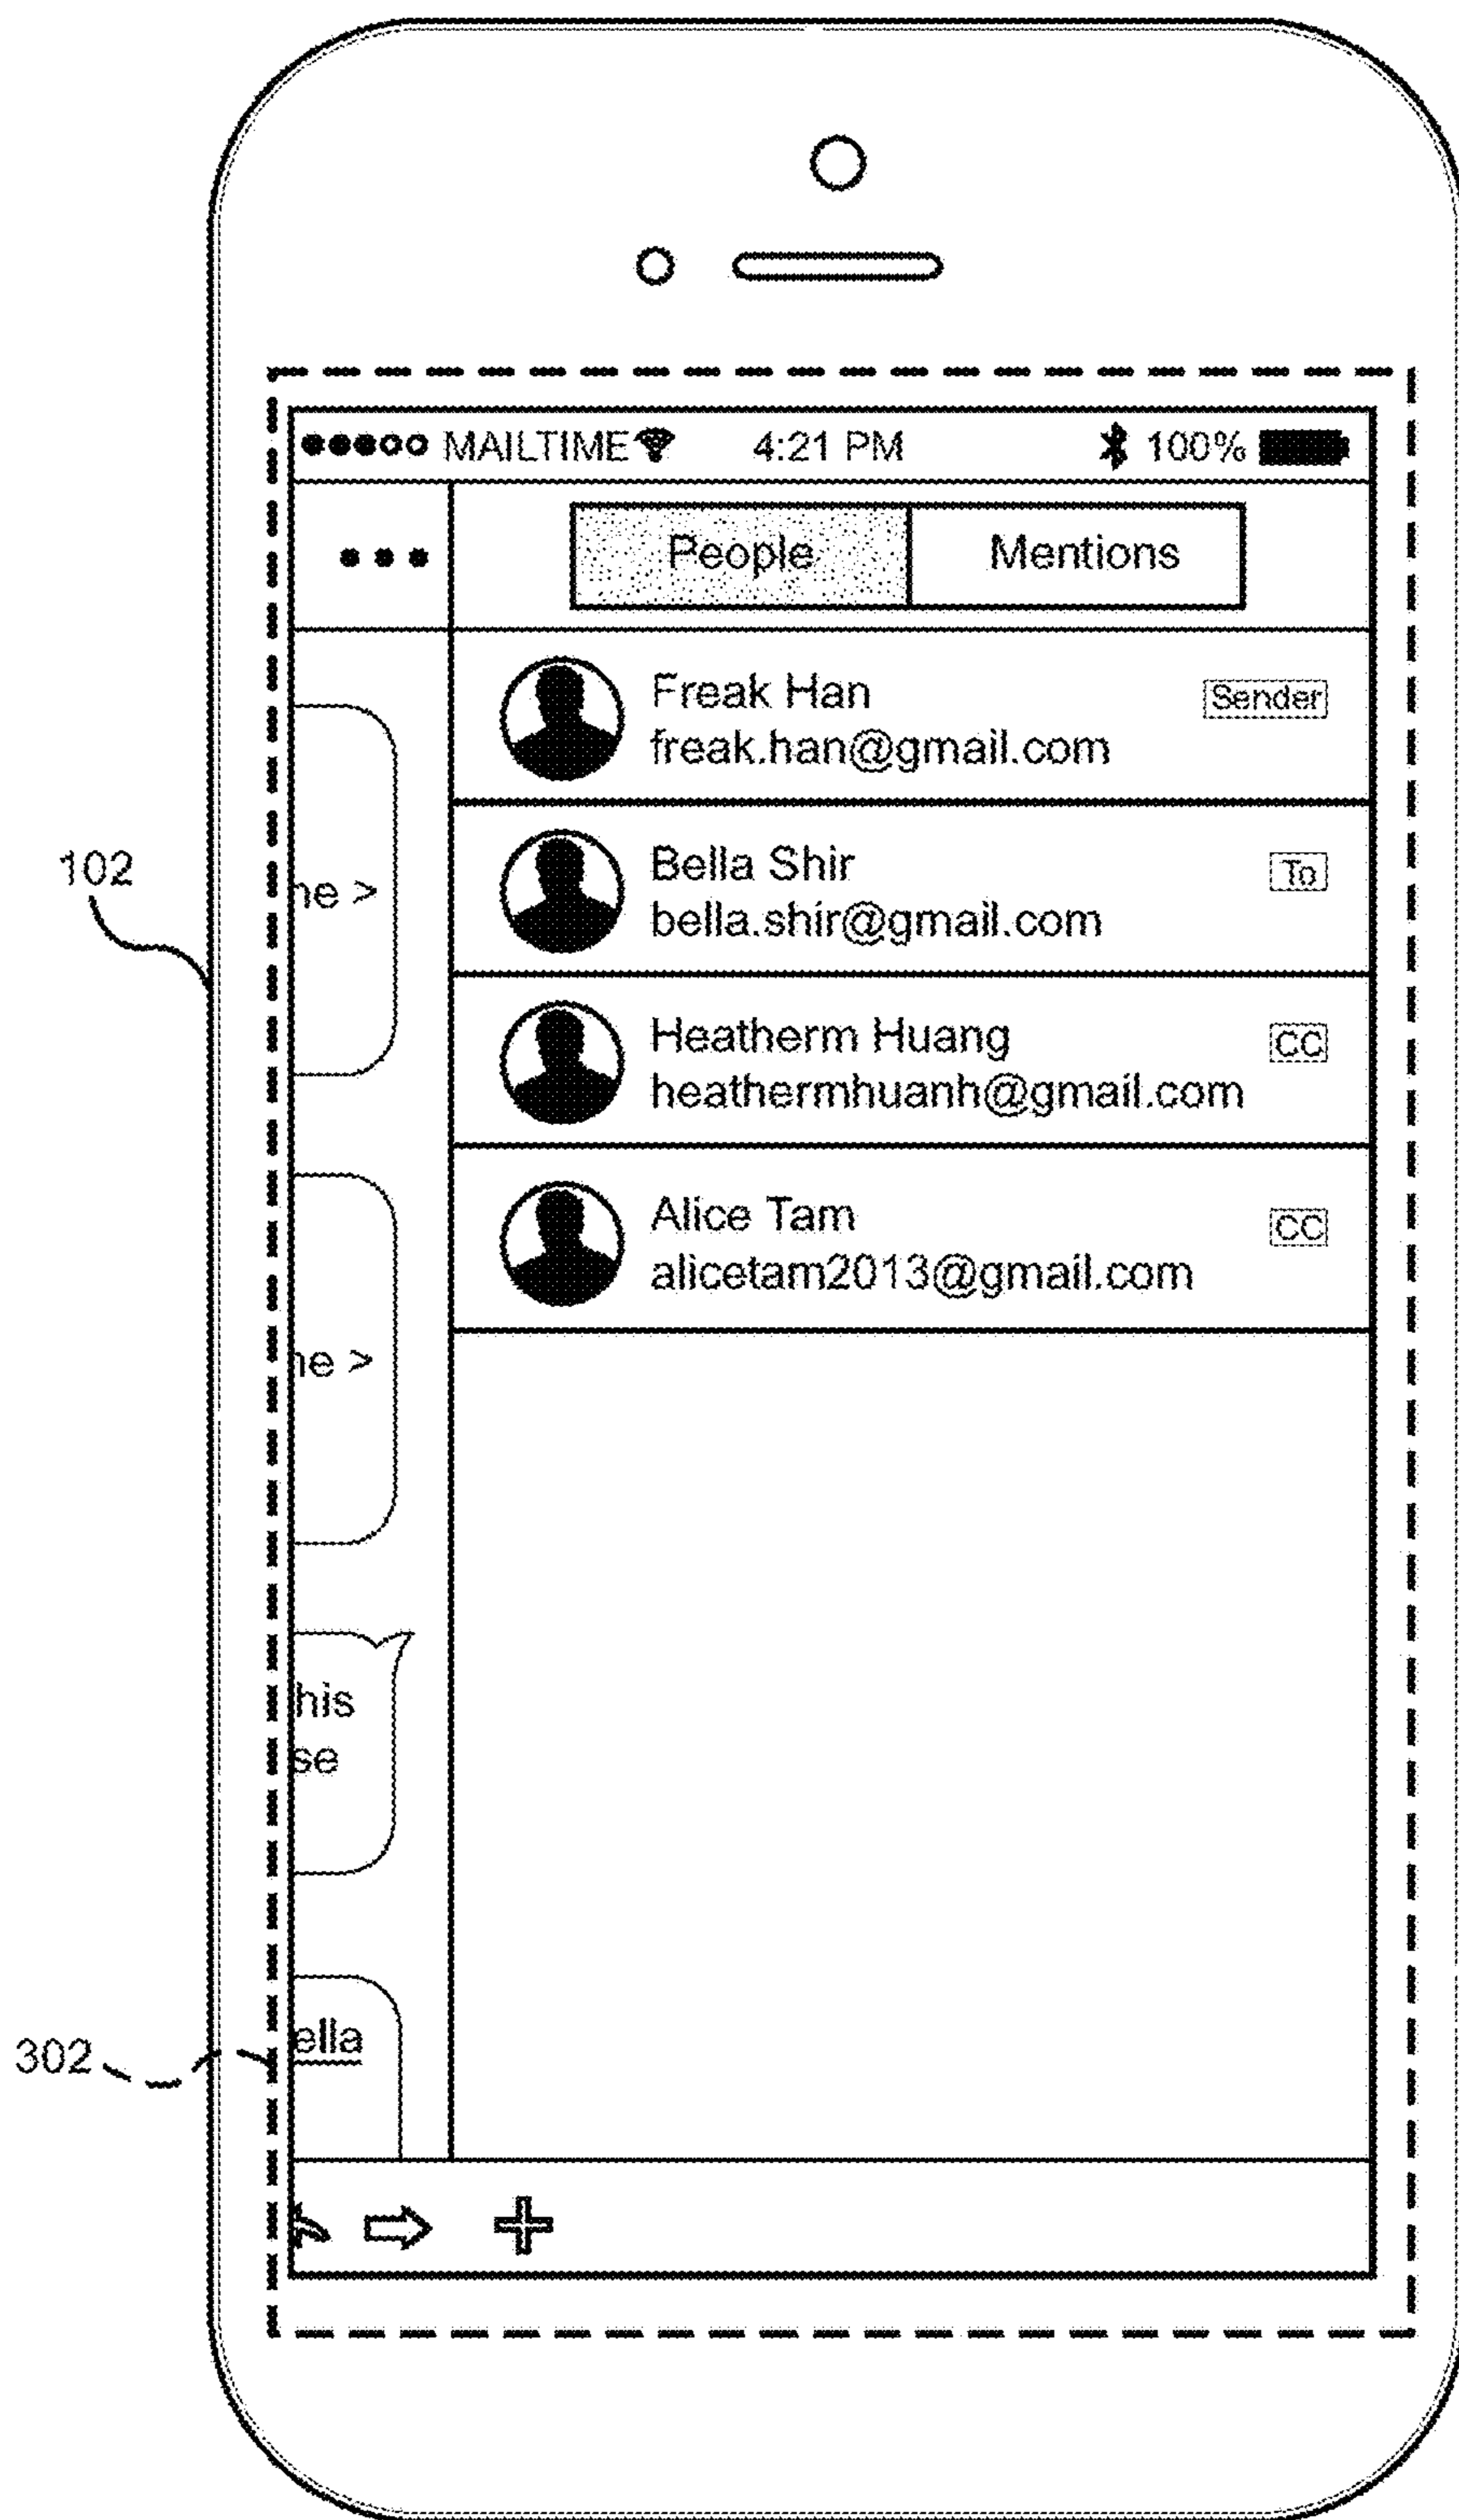 MAILTIME 4:21 PM 100%
People Mentions
Freak Han Sender
freak.han@gmail.com
102
Bella Shir To
ne >
bella.shir@gmail.com
Heatherm Huang CC
heathermhuanh@gmail.com
Alice Tam CC
alicetam2013@gmail.com
ne >
his
se
ella
302